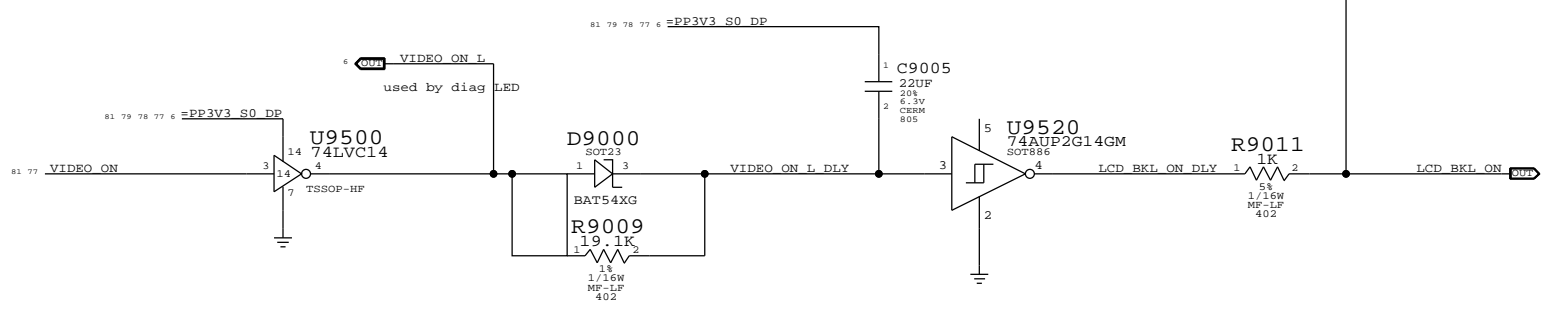 81 79 78 77 6 =PP3V3_S0_DP
6 OUT VIDEO_ON_L
used by diag LED
1 C9005
22UF
20%
6.3V
2 CERM
805
81 79 78 77 6 =PP3V3_S0_DP
U9500
14 74LVC14
81 77 VIDEO_ON 3 14 4
TSSOP-HF
7
D9000
SOT23
1 3
BAT54XG
VIDEO_ON_L_DLY
R9009
19.1K
1 2
1%
1/16W
MF-LF
402
5 U9520
74AUP2G14GM
SOT886
3 4
2
LCD_BKL_ON_DLY
R9011
1K
1 2
5%
1/16W
MF-LF
402
LCD_BKL_ON OUT